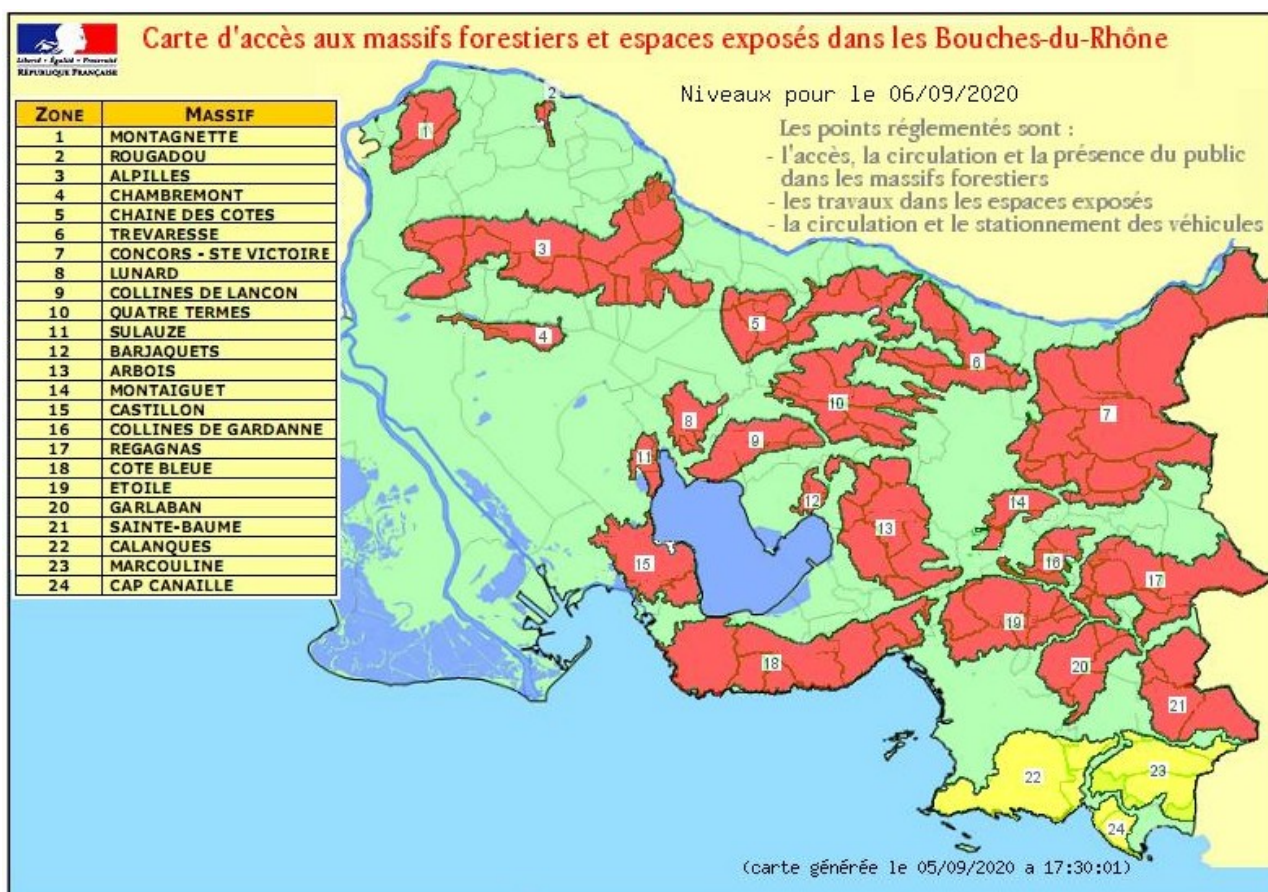 Carte d'accès aux massifs forestiers et espaces exposés dans les Bouches-du-Rhône
Liberté • Égalité • Fraternité
RÉPUBLIQUE FRANÇAISE
Niveaux pour le 06/09/2020
Les points réglementés sont :
- l'accès, la circulation et la présence du public
dans les massifs forestiers
- les travaux dans les espaces exposés
- la circulation et le stationnement des véhicules
ZONE MASSIF
1 MONTAGNETTE
2 ROUGADOU
3 ALPILLES
4 CHAMBREMONT
5 CHAINE DES COTES
6 TREVARESSE
7 CONCORS - STE VICTOIRE
8 LUNARD
9 COLLINES DE LANCON
10 QUATRE TERMES
11 SULAUZE
12 BARJAQUETS
13 ARBOIS
14 MONTAIGUET
15 CASTILLON
16 COLLINES DE GARDANNE
17 REGAGNAS
18 COTE BLEUE
19 ETOILE
20 GARLABAN
21 SAINTE-BAUME
22 CALANQUES
23 MARCOULINE
24 CAP CANAILLE
2
1
3
4
5
6
10
7
8
9
11
12
13
14
15
16
17
19
18
20
21
22
23
24
(carte générée le 05/09/2020 a 17:30:01)